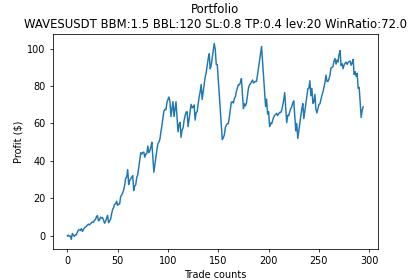 Portfolio
WAVESUSDT BBM:1.5 BBL:120 SL:0.8 TP:0.4 lev:20 WinRatio:72.0
100
80
60
40
20
0
Profit ($)
0 50 100 150 200 250 300
Trade counts